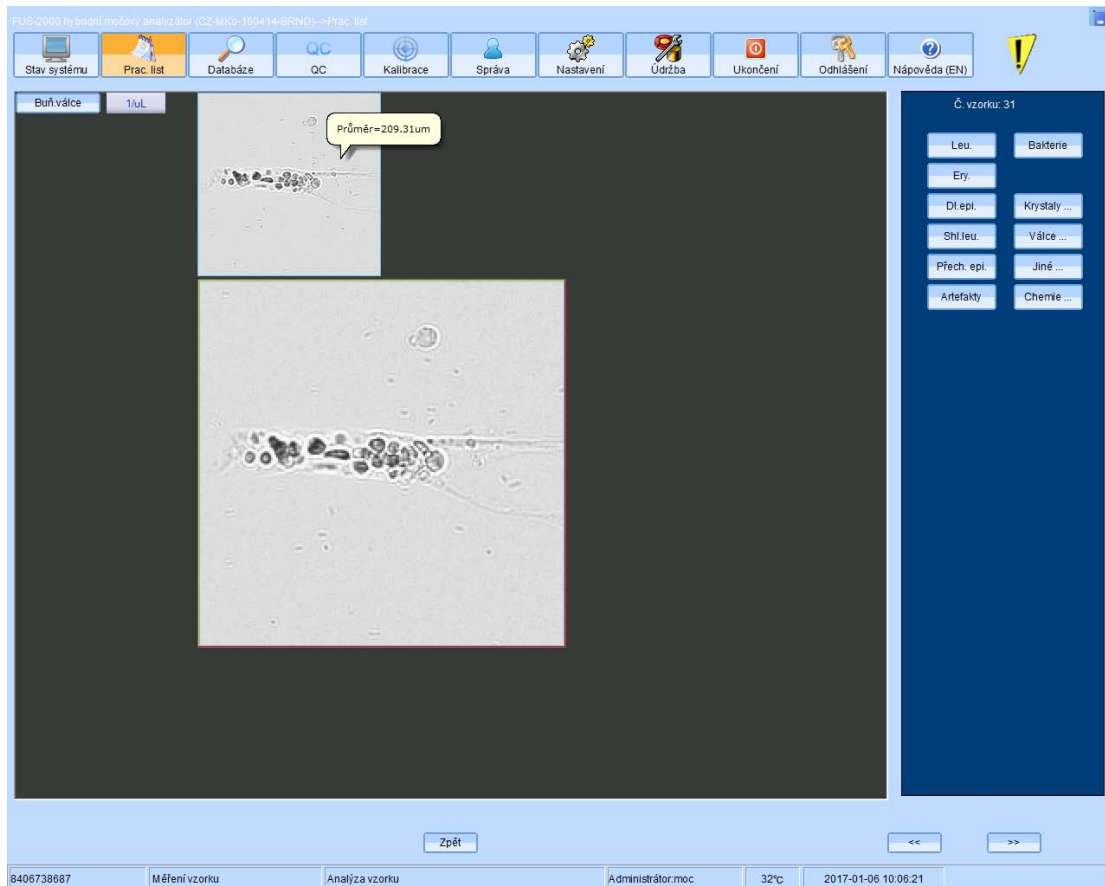 FUS-2000 hybridní močový analyzátor (CZ-MKo-160414-BRNO)-->Prac. list
Stav systému
Prac. list
Databáze
QC
QC
Kalibrace
Správa
Nastavení
Údržba
Ukončení
Odhlášení
Nápověda (EN)
Buň.válce
1/uL
Průměr=209.31um
Č. vzorku: 31
Leu.
Bakterie
Ery.
Dl.epi.
Krystaly ...
Shl.leu.
Válce ...
Přech. epi.
Jiné ...
Artefakty
Chemie ...
Zpět
<<
>>
8406738687
Měření vzorku
Analýza vzorku
Administrátor:moc
32℃
2017-01-06 10:06:21